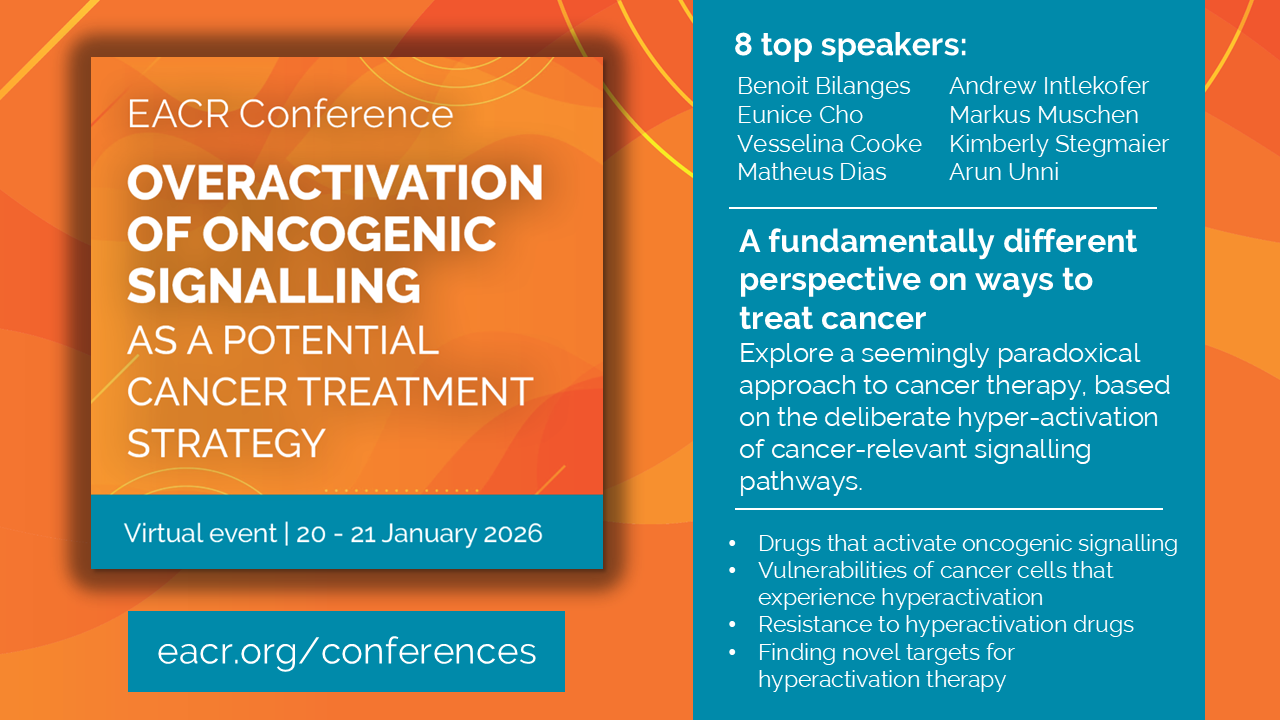 EACR Conference
OVERACTIVATION
OF ONCOGENIC
SIGNALLING
AS A POTENTIAL
CANCER TREATMENT
STRATEGY
Virtual event | 20 - 21 January 2026
eacr.org/conferences
8 top speakers:
Benoit Bilanges
Eunice Cho
Vesselina Cooke
Matheus Dias
Andrew Intlekofer
Markus Muschen
Kimberly Stegmaier
Arun Unni
A fundamentally different
perspective on ways to
treat cancer
Explore a seemingly paradoxical
approach to cancer therapy, based
on the deliberate hyper-activation
of cancer-relevant signalling
pathways.
• Drugs that activate oncogenic signalling
• Vulnerabilities of cancer cells that
experience hyperactivation
• Resistance to hyperactivation drugs
• Finding novel targets for
hyperactivation therapy